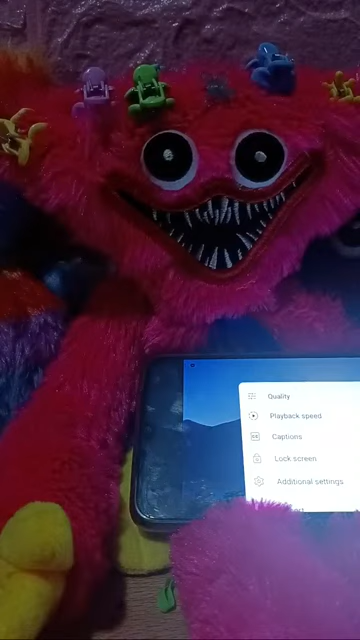 Quality
Playback speed
Captions
Lock screen
Additional settings